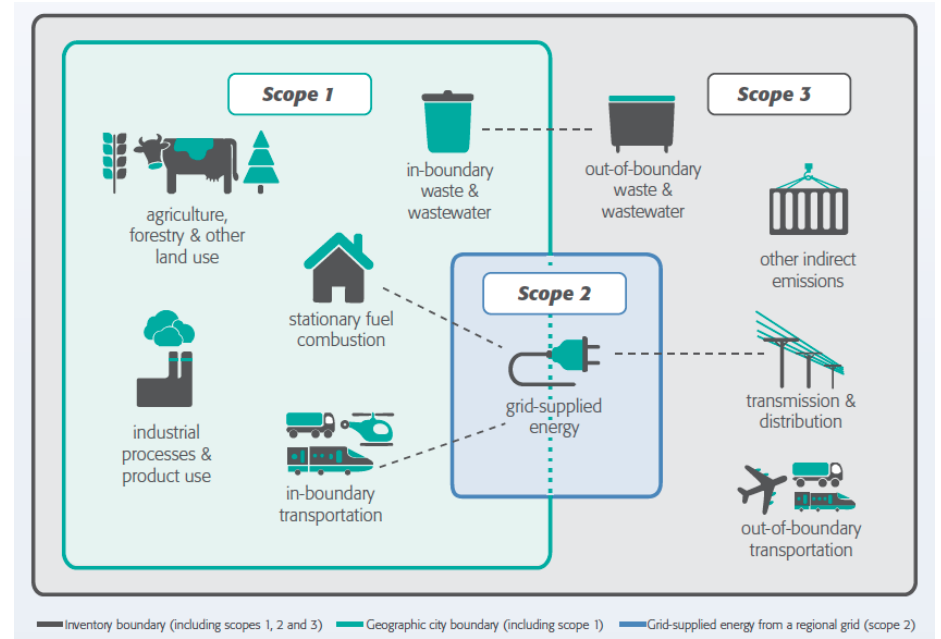 Scope 1
Scope 3
in-boundary
waste &
wastewater
out-of-boundary
waste &
wastewater
agriculture,
forestry & other
land use
other indirect
emissions
Scope 2
stationary fuel
combustion
grid-supplied
energy
transmission &
distribution
industrial
processes &
product use
in-boundary
transportation
out-of-boundary
transportation
Inventory boundary (including scopes 1, 2 and 3)
Geographic city boundary (including scope 1)
Grid-supplied energy from a regional grid (scope 2)